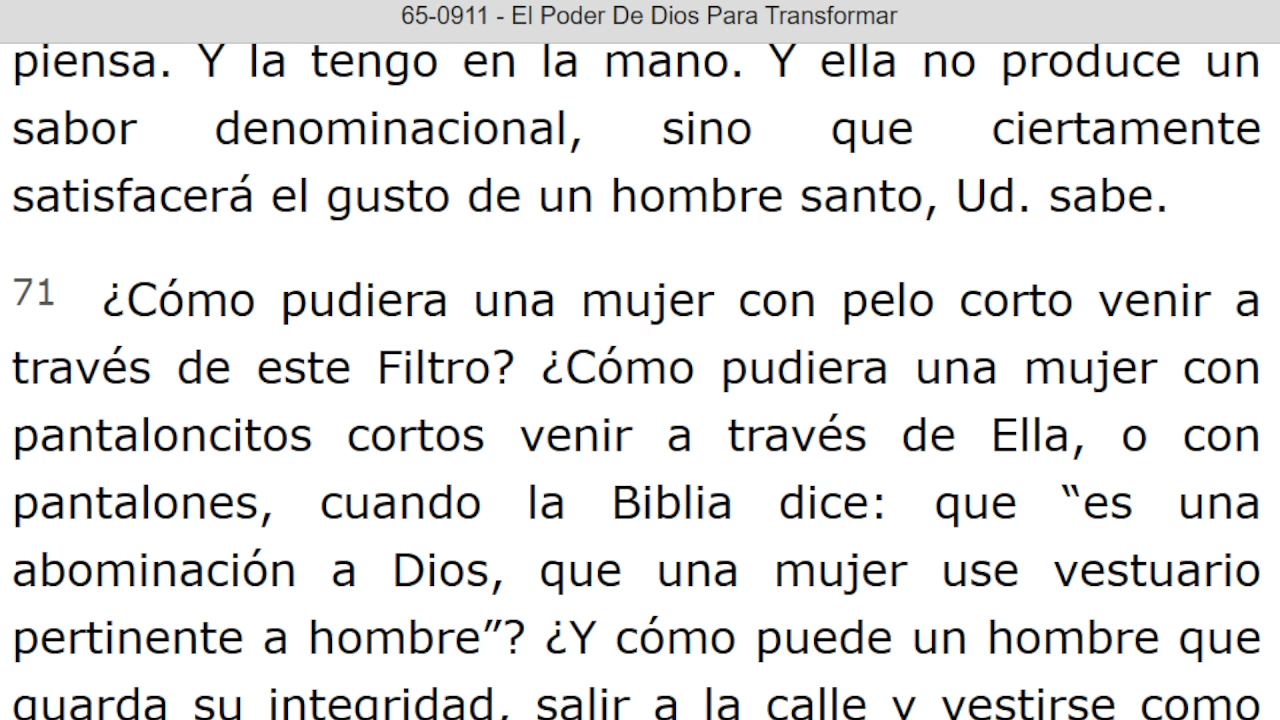 65-0911 - El Poder De Dios Para Transformar
piensa. Y la tengo en la mano. Y ella no produce un
sabor denominacional, sino que ciertamente
satisfacerá el gusto de un hombre santo, Ud. sabe.
71 ¿Cómo pudiera una mujer con pelo corto venir a
través de este Filtro? ¿Cómo pudiera una mujer con
pantaloncitos cortos venir a través de Ella, o con
pantalones, cuando la Biblia dice: que “es una
abominación a Dios, que una mujer use vestuario
pertinente a hombre”? ¿Y cómo puede un hombre que
guarda su integridad, salir a la calle y vestirse como